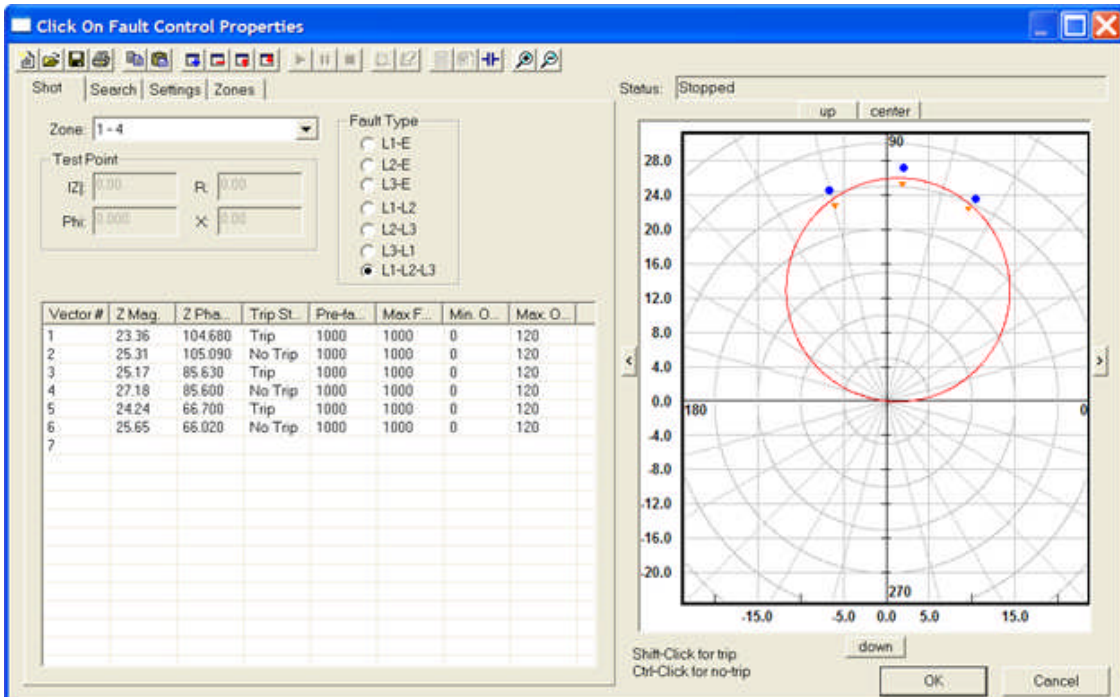 Click On Fault Control Properties
Shot Search Settings Zones
Status: Stopped
up center
Zone: 1 - 4
Fault Type
L1-E
L2-E
L3-E
L1-L2
L2-L3
L3-L1
L1-L2-L3
Test Point
|Z|: 0.00 R: 0.00
Phi: 0.000 X: 0.00
Vector # Z Mag. Z Pha... Trip St... Pre-fa... Max F... Min. O... Max. O...
1 23.36 104.680 Trip 1000 1000 0 120
2 25.31 105.090 No Trip 1000 1000 0 120
3 25.17 85.630 Trip 1000 1000 0 120
4 27.18 85.600 No Trip 1000 1000 0 120
5 24.24 66.700 Trip 1000 1000 0 120
6 25.65 66.020 No Trip 1000 1000 0 120
7
90
28.0
24.0
20.0
16.0
12.0
8.0
4.0
< >
0.0 180 0
-4.0
-8.0
-12.0
-16.0
-20.0
270
-15.0 -5.0 0.0 5.0 15.0
down
Shift-Click for trip
Ctrl-Click for no-trip
OK Cancel